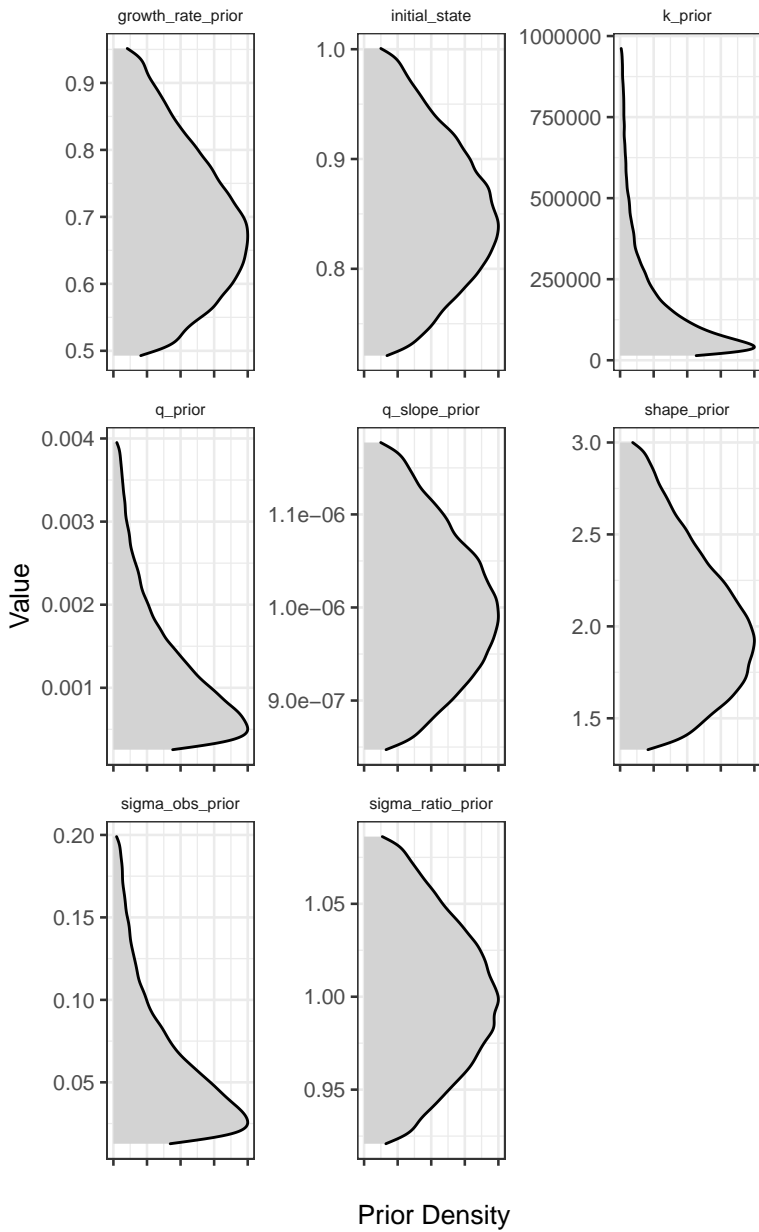 growth_rate_prior
initial_state
k_prior
0.9
0.8
0.7
0.6
0.5
1.0
0.9
0.8
1000000
750000
500000
250000
0
q_prior
q_slope_prior
shape_prior
0.004
0.003
0.002
0.001
1.1e−06
1.0e−06
9.0e−07
3.0
2.5
2.0
1.5
Value
sigma_obs_prior
sigma_ratio_prior
0.20
0.15
0.10
0.05
1.05
1.00
0.95
Prior Density